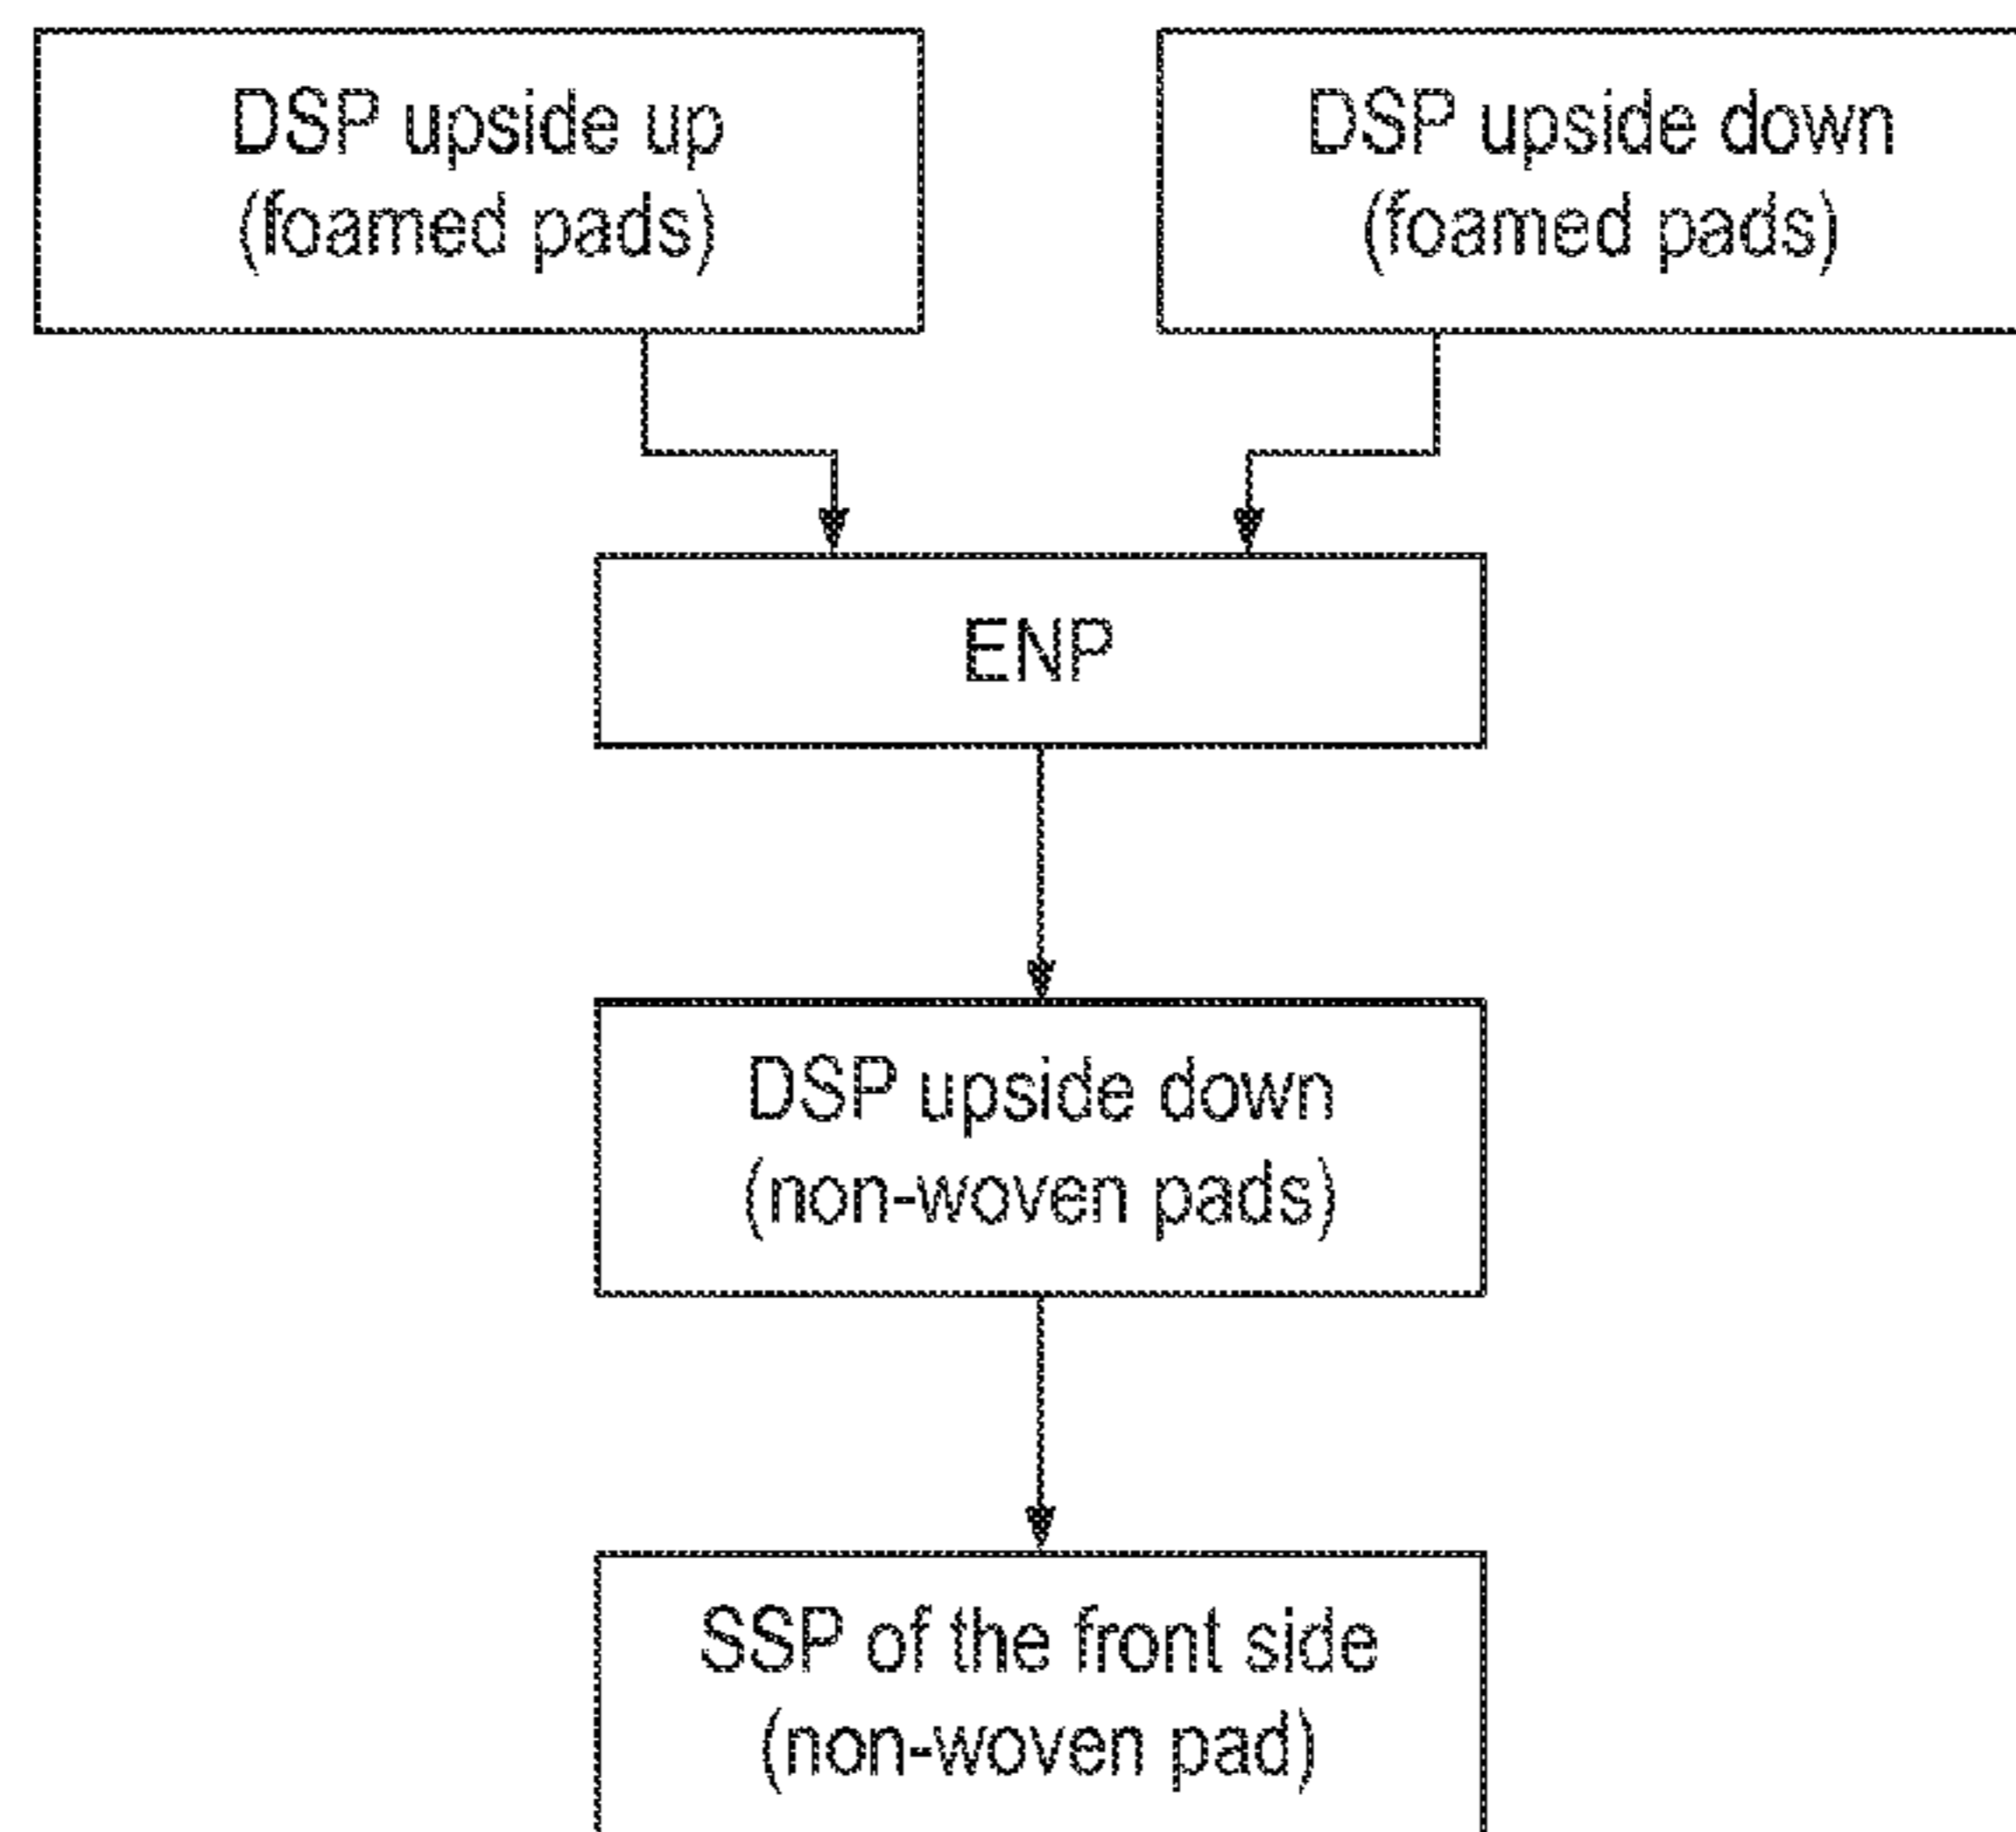 DSP upside up
(foamed pads)
DSP upside down
(foamed pads)
ENP
DSP upside down
(non-woven pads)
SSP of the front side
(non-woven pad)